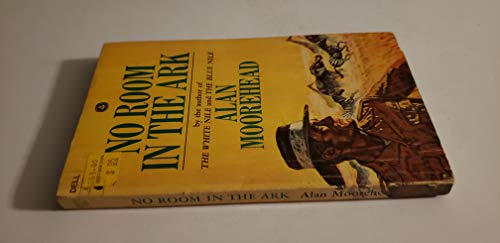 NO ROOM
IN THE ARK
by the author of
THE WHITE NILE and THE BLUE NILE
ALAN
MOOREHEAD
DELL
NO ROOM IN THE ARK Alan